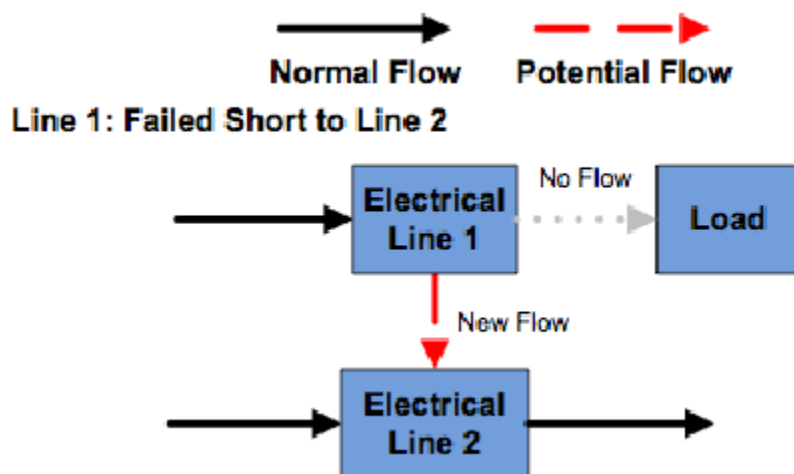 Normal Flow
Potential Flow
Line 1: Failed Short to Line 2
Electrical
Line 1
No Flow
Load
New Flow
Electrical
Line 2